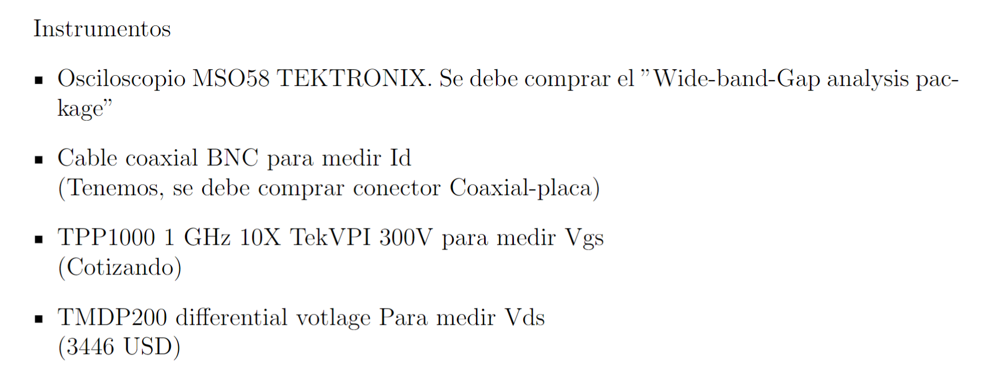 Instrumentos
▪ Osciloscopio MSO58 TEKTRONIX. Se debe comprar el ”Wide-band-Gap analysis pac-
kage”
▪ Cable coaxial BNC para medir Id
(Tenemos, se debe comprar conector Coaxial-placa)
▪ TPP1000 1 GHz 10X TekVPI 300V para medir Vgs
(Cotizando)
▪ TMDP200 differential votlage Para medir Vds
(3446 USD)